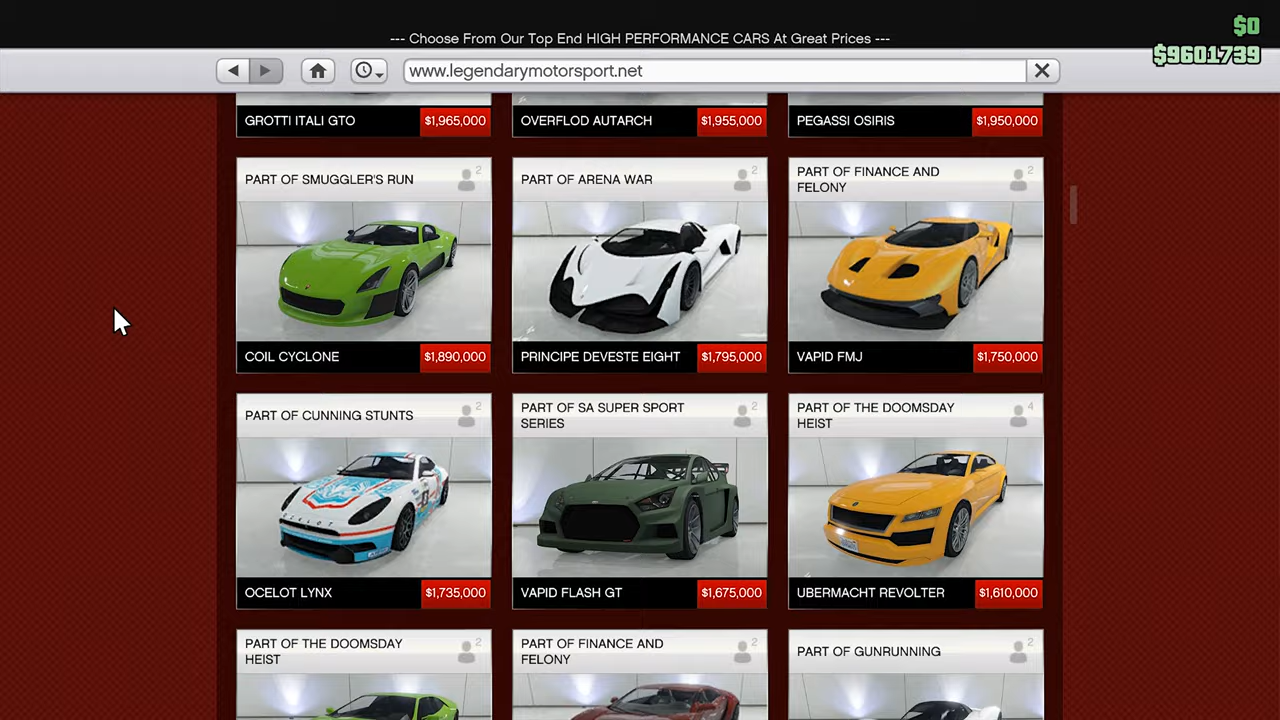 $0
--- Choose From Our Top End HIGH PERFORMANCE CARS At Great Prices ---
$9601739
www.legendarymotorsport.net
GROTTI ITALI GTO $1,965,000
OVERFLOD AUTARCH $1,955,000
PEGASSI OSIRIS $1,950,000
PART OF SMUGGLER'S RUN 2
PART OF ARENA WAR 2
PART OF FINANCE AND
FELONY 2
COIL CYCLONE $1,890,000
PRINCIPE DEVESTE EIGHT $1,795,000
VAPID FMJ $1,750,000
PART OF CUNNING STUNTS 2
PART OF SA SUPER SPORT
SERIES 2
PART OF THE DOOMSDAY
HEIST 4
OCELOT
OCELOT LYNX $1,735,000
VAPID FLASH GT $1,675,000
UBERMACHT REVOLTER $1,610,000
PART OF THE DOOMSDAY
HEIST 2
PART OF FINANCE AND
FELONY 2
PART OF GUNRUNNING 2